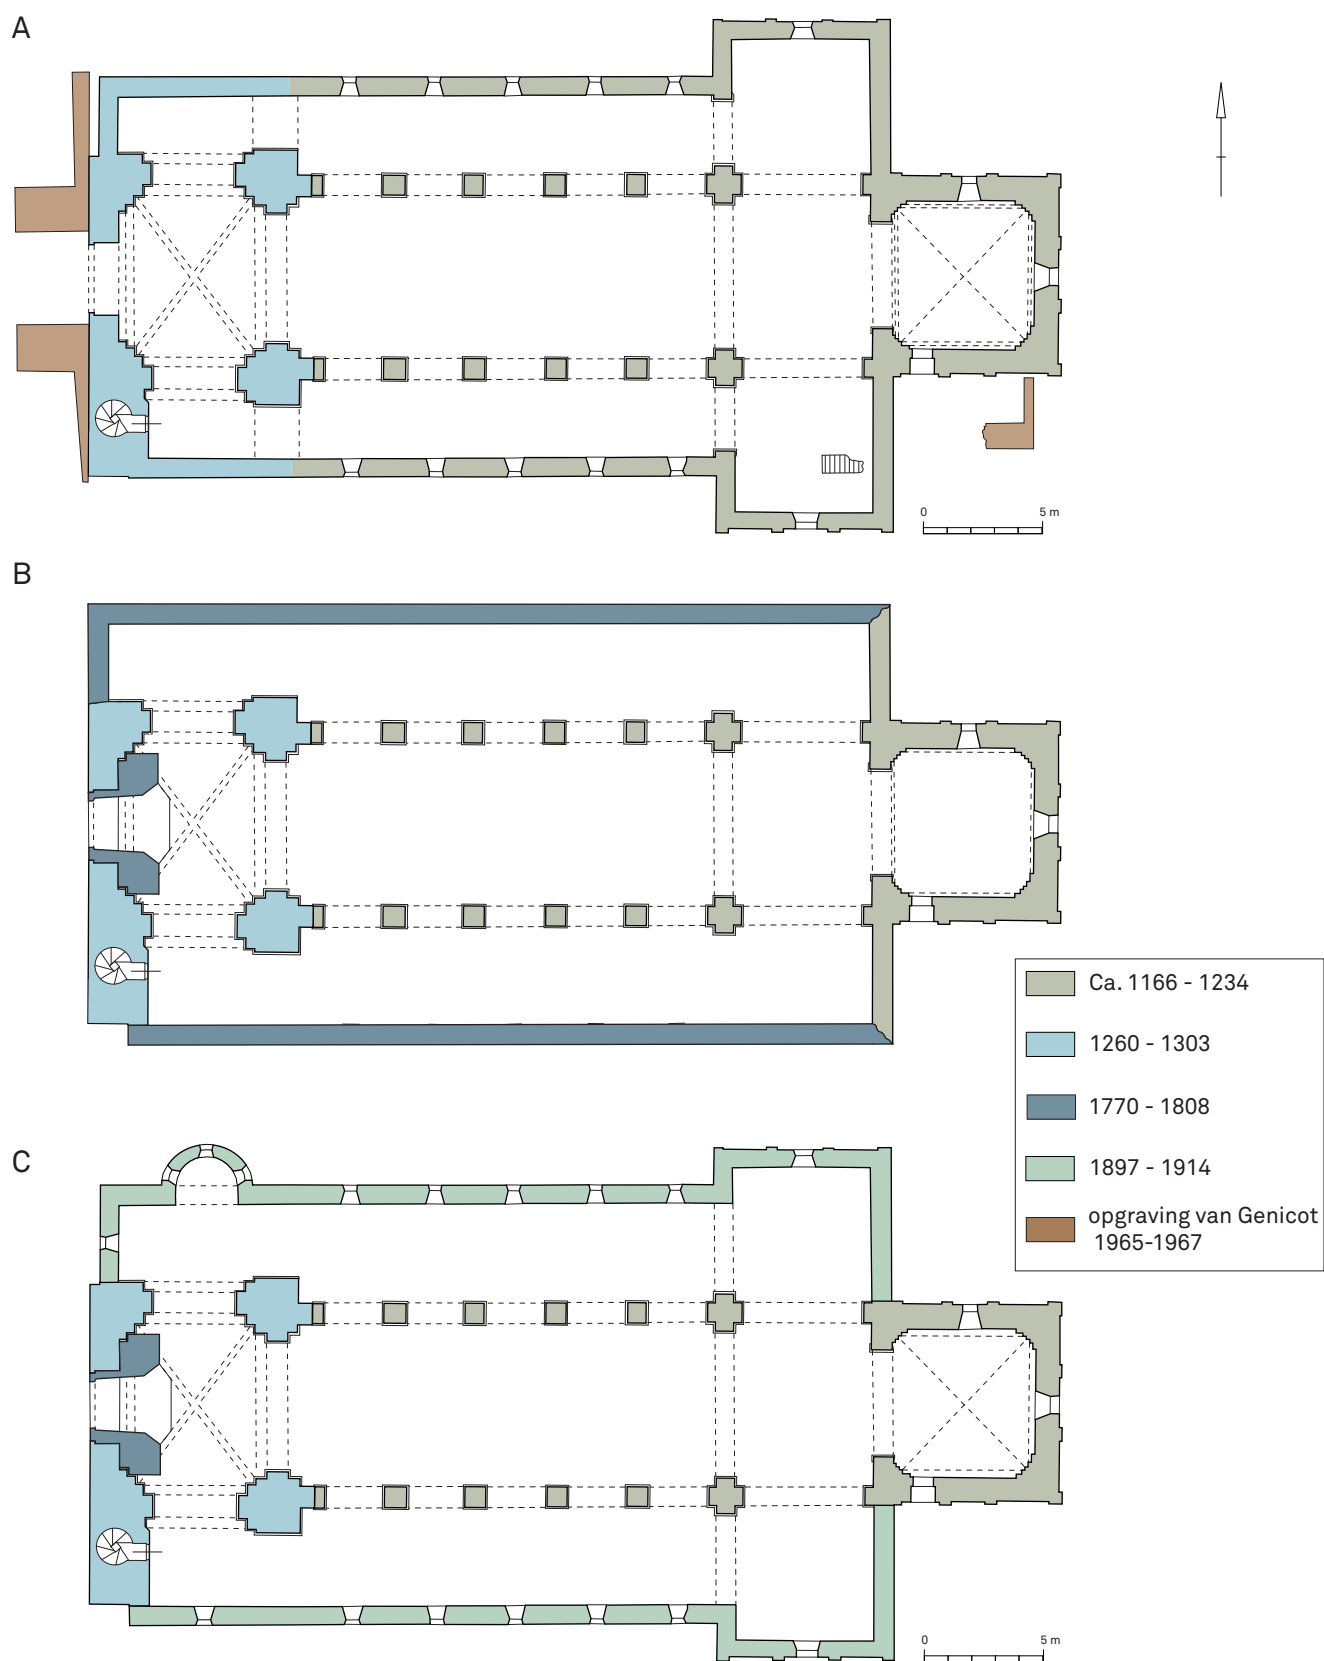 A
0 5 m
B
Ca. 1166 - 1234
1260 - 1303
1770 - 1808
1897 - 1914
opgraving van Genicot
1965-1967
C
0 5 m